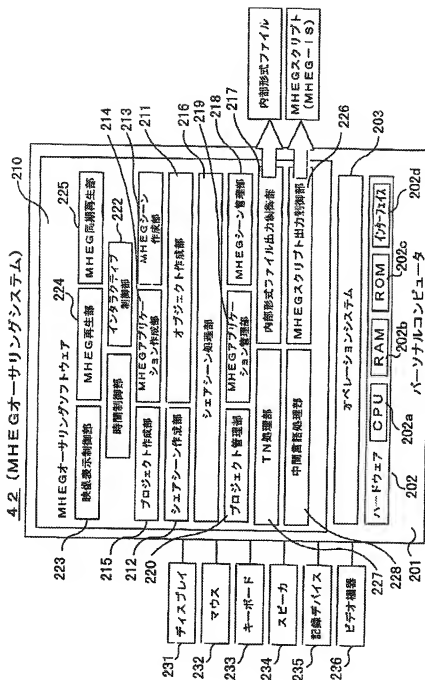 42 (MHEGオーサリングシステム)
210
MHEGオーサリングソフトウェア
223
映像表示制御部
224
MHEG再生部
225
MHEG同期再生部
時間制御部
222
インタラクティブ
制御部
214
213
215
プロジェクト作成部
MHEGアプリケー
ション作成部
MHEGシーン
作成部
211
212
シェアシーン作成部
オブジェクト作成部
216
シェアシーン処理部
219
218
220
プロジェクト管理部
MHEGアプリケー
ション管理部
MHEGシーン管理部
217
TN処理部
内部形式ファイル出力制御部
内部形式ファイル
227
中間言語処理部
MHEGスクリプト出力制御部
226
MHEGスクリプト
(MHEG-IS)
228
オペレーションシステム
203
ハードウェア
CPU
RAM
ROM
インターフェイス
202
202a
202b
202c
202d
201
パーソナルコンピュータ
231
ディスプレイ
232
マウス
233
キーボード
234
スピーカ
235
記録デバイス
236
ビデオ機器